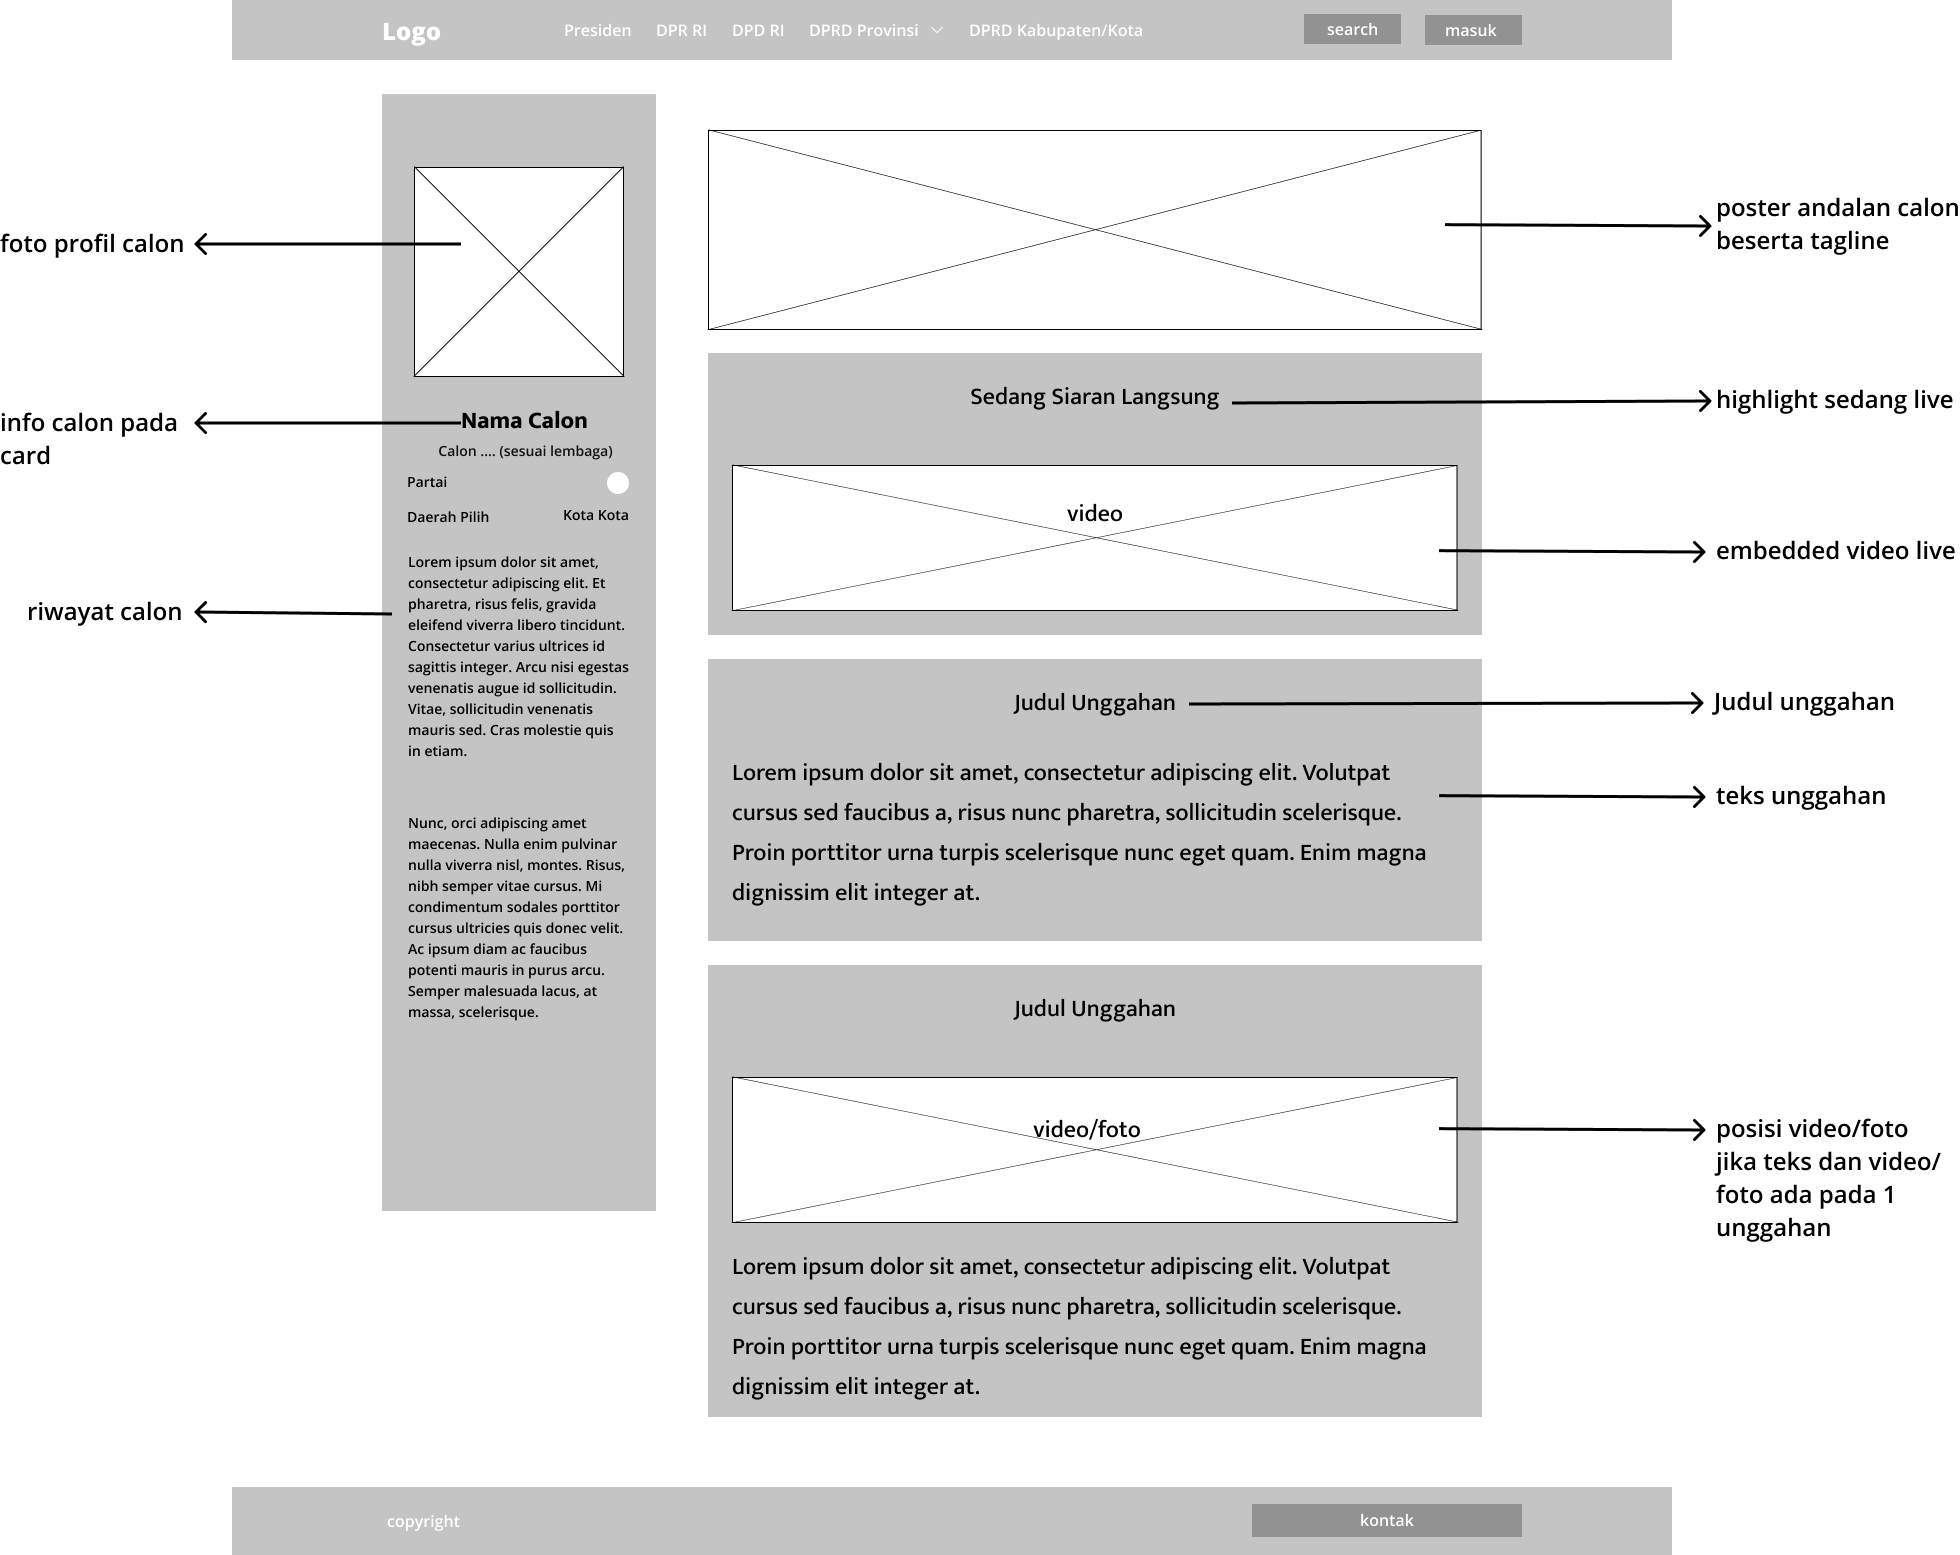 Logo
Presiden
DPR RI
DPD RI
DPRD Provinsi
DPRD Kabupaten/Kota
search
masuk
foto profil calon
info calon pada
card
riwayat calon
Nama Calon
Calon .... (sesuai lembaga)
Partai
Daerah Pilih
Kota Kota
Lorem ipsum dolor sit amet,
consectetur adipiscing elit. Et
pharetra, risus felis, gravida
eleifend viverra libero tincidunt.
Consectetur varius ultrices id
sagittis integer. Arcu nisi egestas
venenatis augue id sollicitudin.
Vitae, sollicitudin venenatis
mauris sed. Cras molestie quis
in etiam.
Nunc, orci adipiscing amet
maecenas. Nulla enim pulvinar
nulla viverra nisl, montes. Risus,
nibh semper vitae cursus. Mi
condimentum sodales porttitor
cursus ultricies quis donec velit.
Ac ipsum diam ac faucibus
potenti mauris in purus arcu.
Semper malesuada lacus, at
massa, scelerisque.
poster andalan calon
beserta tagline
Sedang Siaran Langsung
highlight sedang live
video
embedded video live
Judul Unggahan
Judul unggahan
Lorem ipsum dolor sit amet, consectetur adipiscing elit. Volutpat
cursus sed faucibus a, risus nunc pharetra, sollicitudin scelerisque.
Proin porttitor urna turpis scelerisque nunc eget quam. Enim magna
dignissim elit integer at.
teks unggahan
Judul Unggahan
video/foto
posisi video/foto
jika teks dan video/
foto ada pada 1
unggahan
Lorem ipsum dolor sit amet, consectetur adipiscing elit. Volutpat
cursus sed faucibus a, risus nunc pharetra, sollicitudin scelerisque.
Proin porttitor urna turpis scelerisque nunc eget quam. Enim magna
dignissim elit integer at.
copyright
kontak